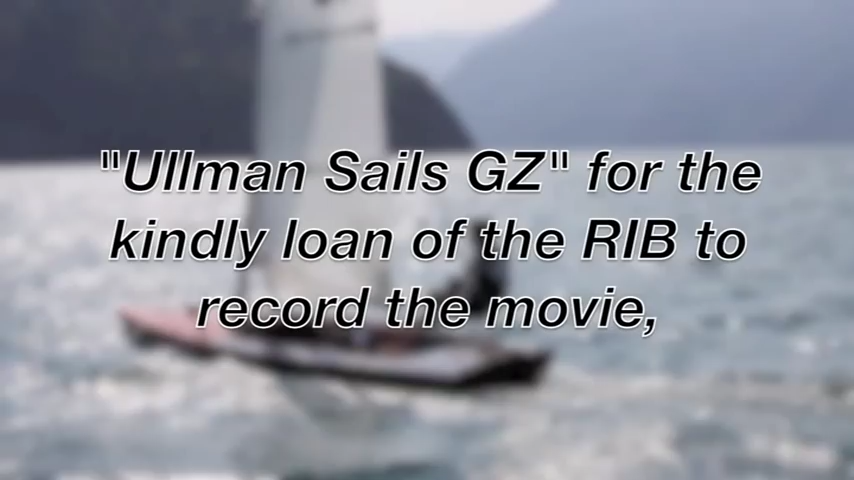 "Ullman Sails GZ" for the
kindly loan of the RIB to
record the movie,